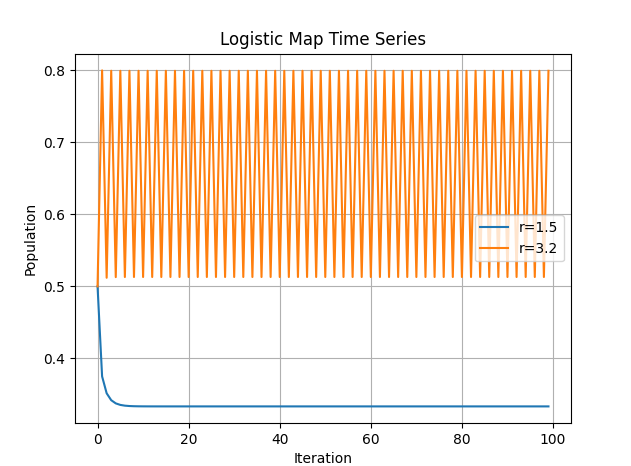 Logistic Map Time Series
0.8
0.7
0.6
0.5
0.4
Population
r=1.5
r=3.2
0 20 40 60 80 100
Iteration